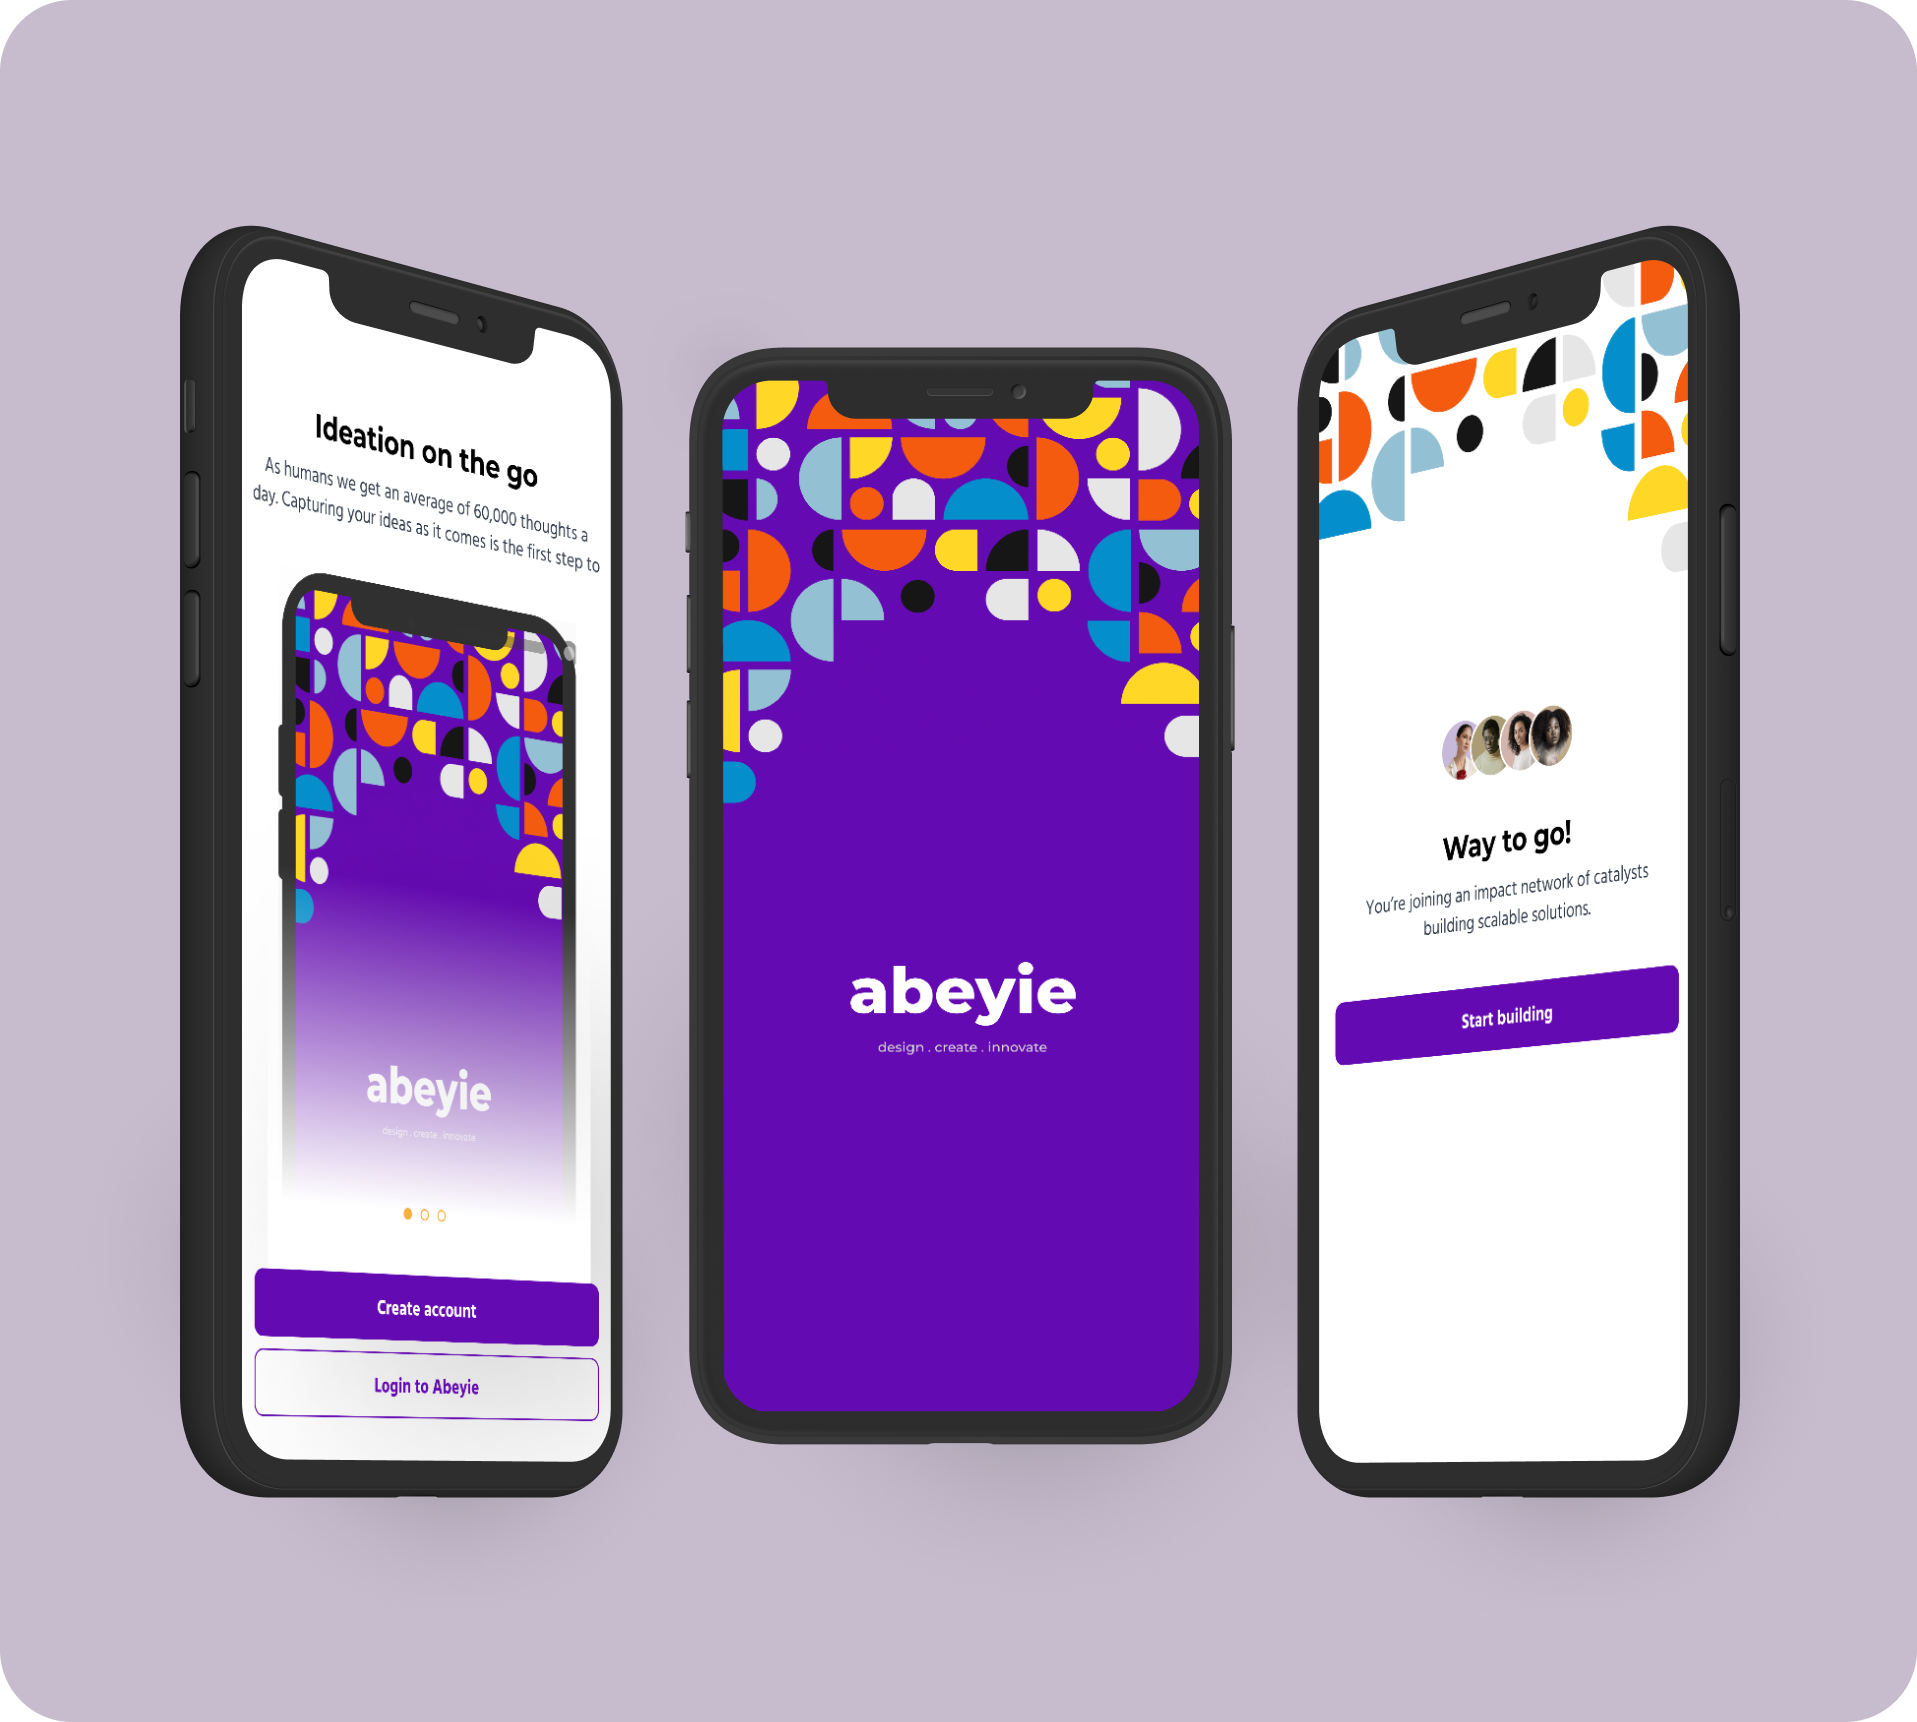 Ideation on the go
As humans we get an average of 60,000 thoughts a
day. Capturing your ideas as it comes is the first step to
abeyie
design . create . innovate
Create account
Login to Abeyie
abeyie
design . create . innovate
Way to go!
You’re joining an impact network of catalysts
building scalable solutions.
Start building